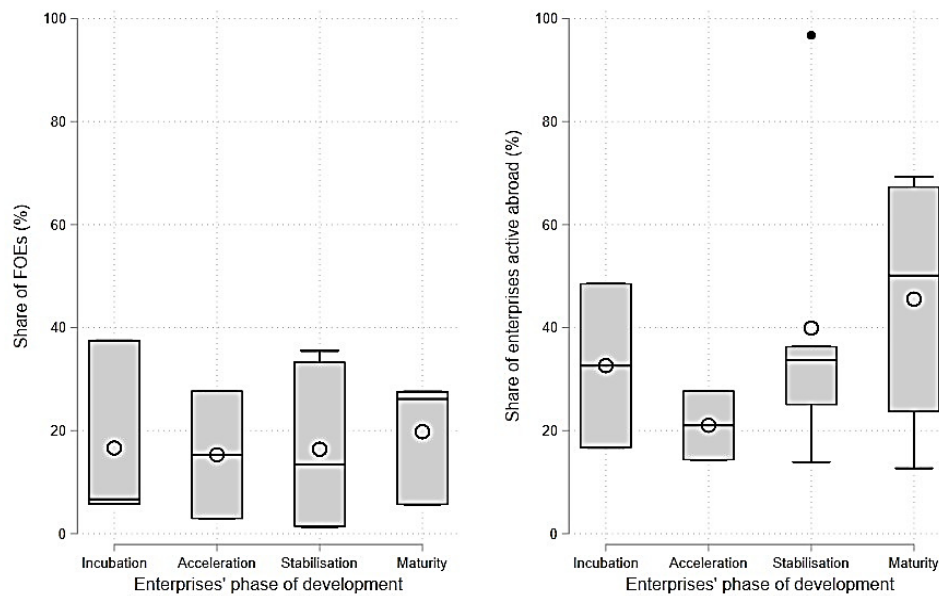 Share of FOEs (%)
100
80
60
40
20
0
Incubation Acceleration Stabilisation Maturity
Enterprises' phase of development
Share of enterprises active abroad (%)
100
80
60
40
20
0
Incubation Acceleration Stabilisation Maturity
Enterprises' phase of development